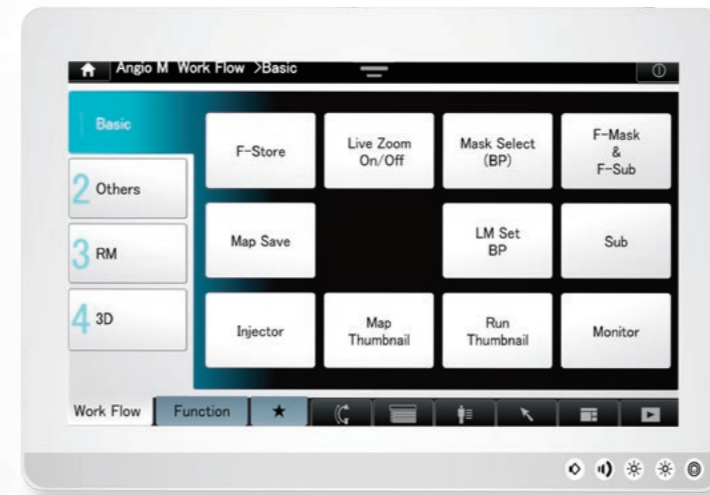 Angio M Work Flow >Basic
Basic
2 Others
3 RM
4 3D
F-Store
Live Zoom
On/Off
Mask Select
(BP)
F-Mask
&
F-Sub
Map Save
LM Set
BP
Sub
Injector
Map
Thumbnail
Run
Thumbnail
Monitor
Work Flow
Function